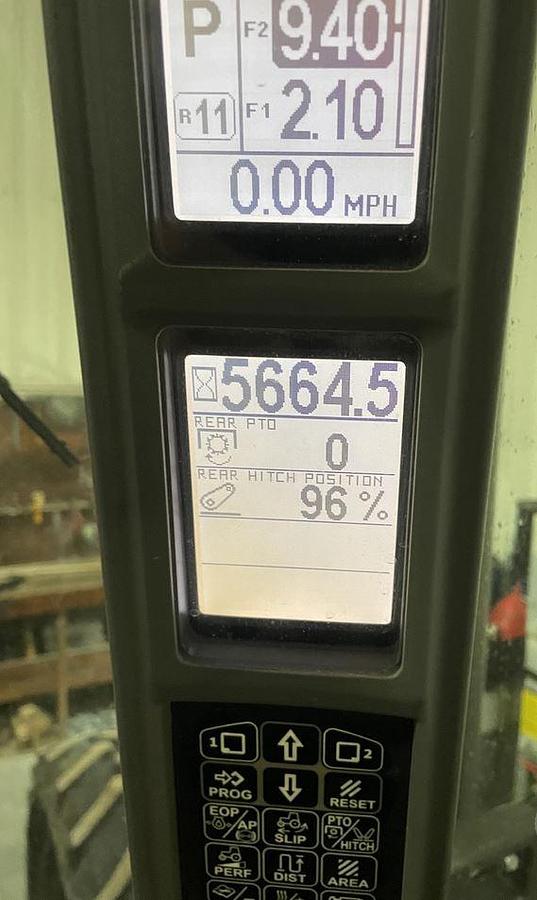 P F2 9.40
R11 F1 2.10
0.00 MPH
5664.5
REAR PTO
0
REAR HITCH POSITION
96 %
1 2
PROG RESET
EOP/AP SLIP PTO/HITCH
PERF DIST AREA